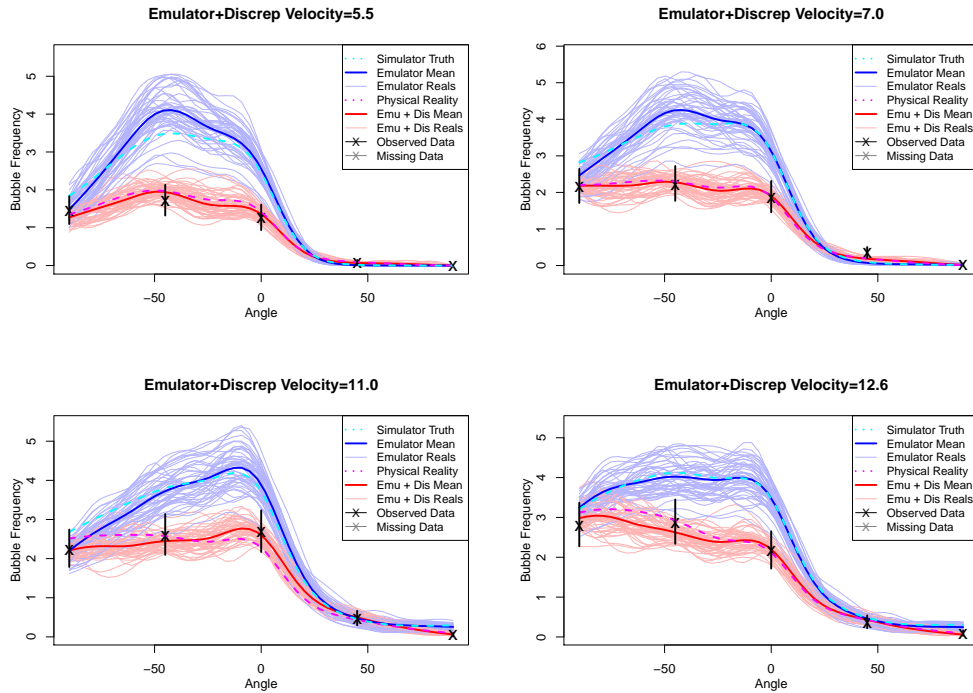 Emulator+Discrep Velocity=5.5
Bubble Frequency
5
4
3
2
1
0
−50
0
50
Angle
Simulator Truth
Emulator Mean
Emulator Reals
Physical Reality
Emu + Dis Mean
Emu + Dis Reals
Observed Data
Missing Data
Emulator+Discrep Velocity=7.0
Bubble Frequency
6
5
4
3
2
1
0
−50
0
50
Angle
Simulator Truth
Emulator Mean
Emulator Reals
Physical Reality
Emu + Dis Mean
Emu + Dis Reals
Observed Data
Missing Data
Emulator+Discrep Velocity=11.0
Bubble Frequency
5
4
3
2
1
0
−50
0
50
Angle
Simulator Truth
Emulator Mean
Emulator Reals
Physical Reality
Emu + Dis Mean
Emu + Dis Reals
Observed Data
Missing Data
Emulator+Discrep Velocity=12.6
Bubble Frequency
5
4
3
2
1
0
−50
0
50
Angle
Simulator Truth
Emulator Mean
Emulator Reals
Physical Reality
Emu + Dis Mean
Emu + Dis Reals
Observed Data
Missing Data